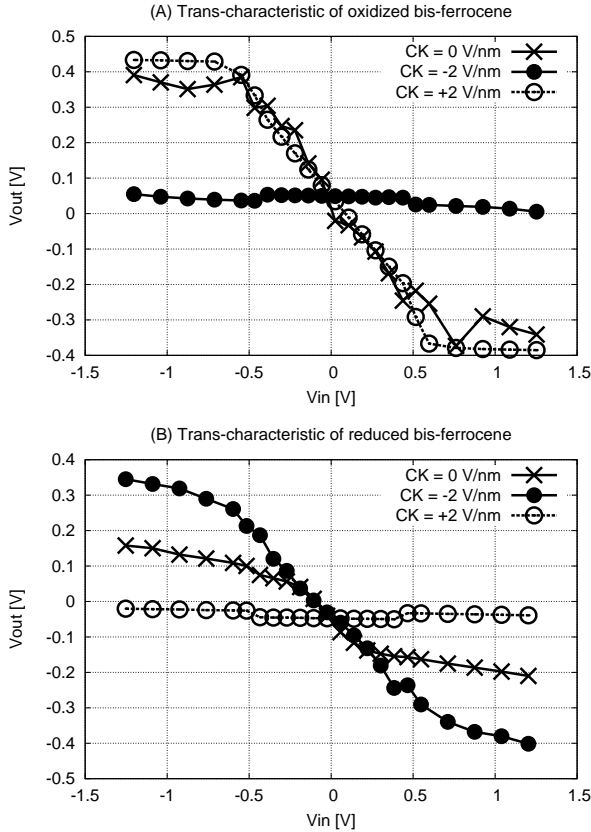 (A) Trans-characteristic of oxidized bis-ferrocene
0.5
0.4
0.3
0.2
0.1
0
-0.1
-0.2
-0.3
-0.4
Vout [V]
CK = 0 V/nm
CK = -2 V/nm
CK = +2 V/nm
-1.5 -1 -0.5 0 0.5 1 1.5
Vin [V]
(B) Trans-characteristic of reduced bis-ferrocene
0.4
0.3
0.2
0.1
0
-0.1
-0.2
-0.3
-0.4
-0.5
Vout [V]
CK = 0 V/nm
CK = -2 V/nm
CK = +2 V/nm
-1.5 -1 -0.5 0 0.5 1 1.5
Vin [V]